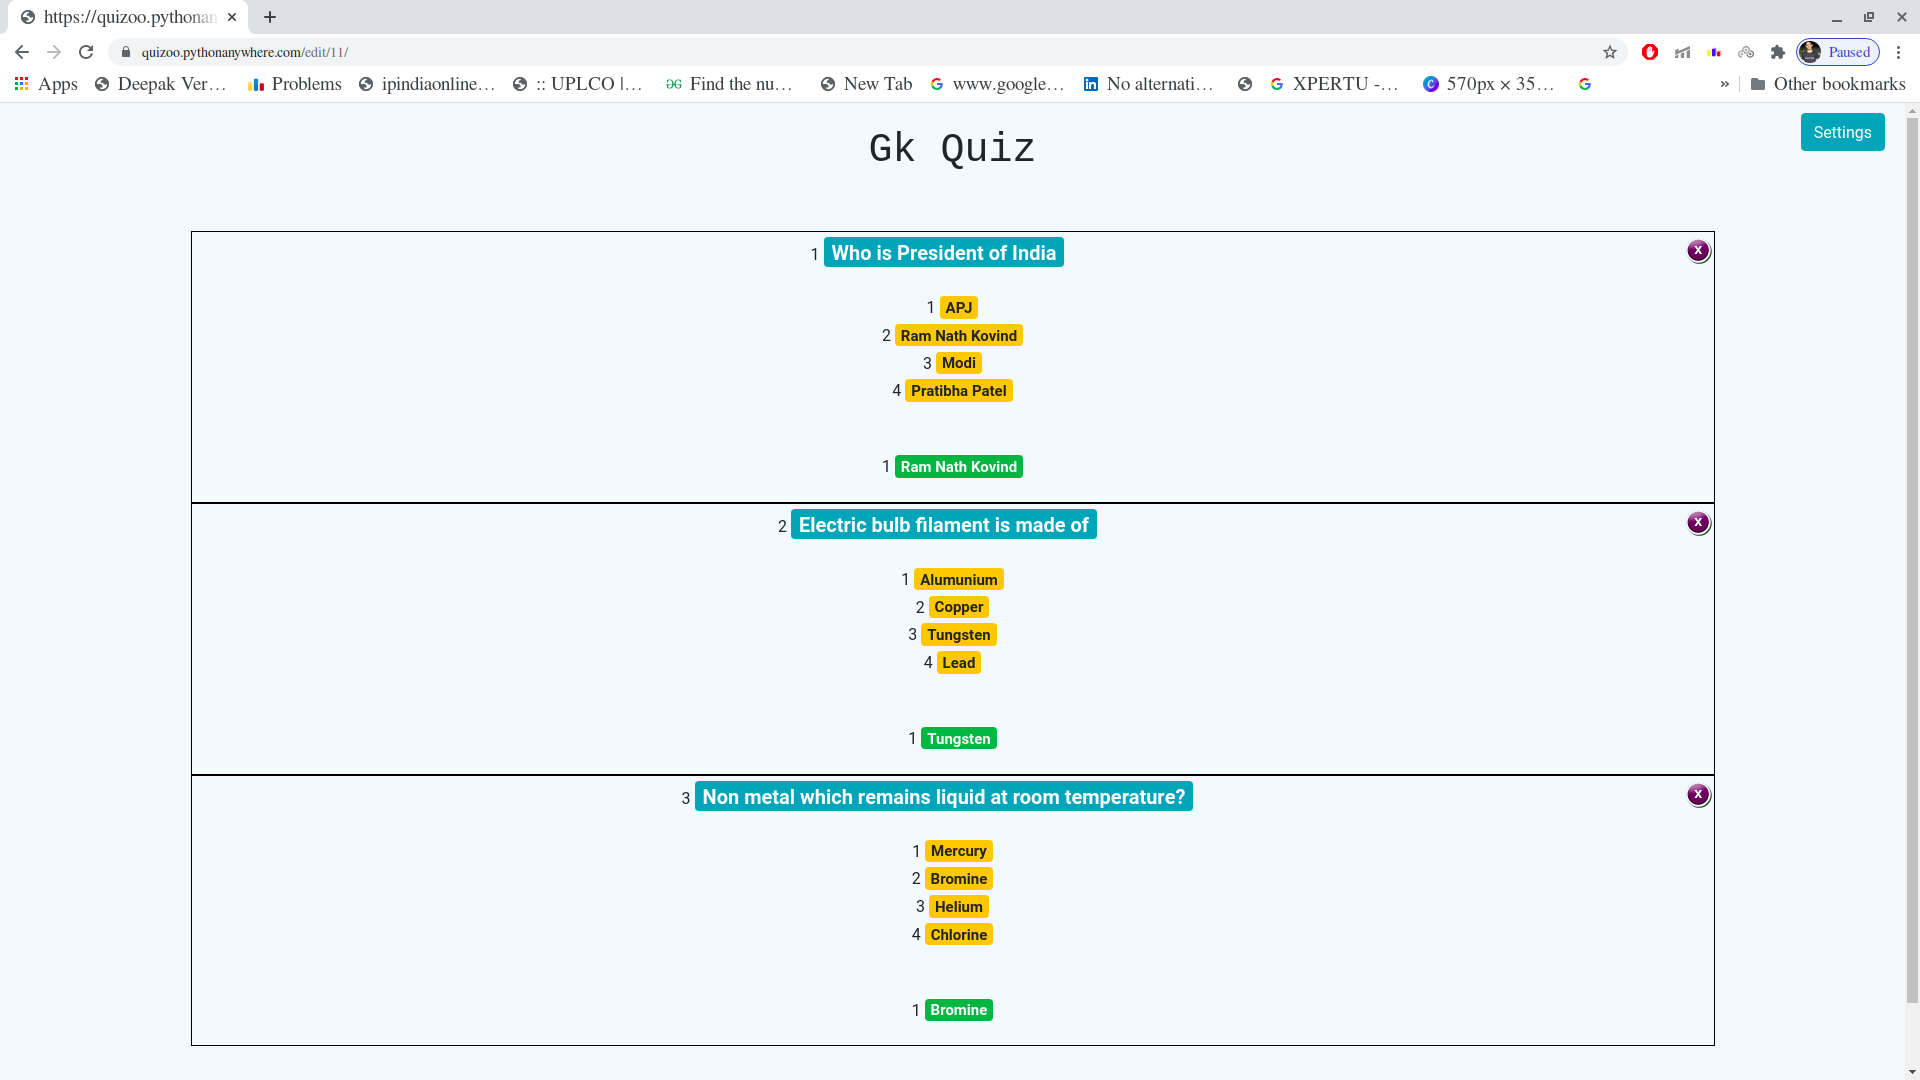 https://quizoo.pythonan
quizoo.pythonanywhere.com/edit/11/
Paused
Apps Deepak Ver... Problems ipindiaonline... :: UPLCO |... Find the nu... New Tab www.google... No alternati... XPERTU -... 570px × 35... » Other bookmarks
Settings
Gk Quiz
1 Who is President of India x
1 APJ
2 Ram Nath Kovind
3 Modi
4 Pratibha Patel
1 Ram Nath Kovind
2 Electric bulb filament is made of x
1 Alumunium
2 Copper
3 Tungsten
4 Lead
1 Tungsten
3 Non metal which remains liquid at room temperature? x
1 Mercury
2 Bromine
3 Helium
4 Chlorine
1 Bromine